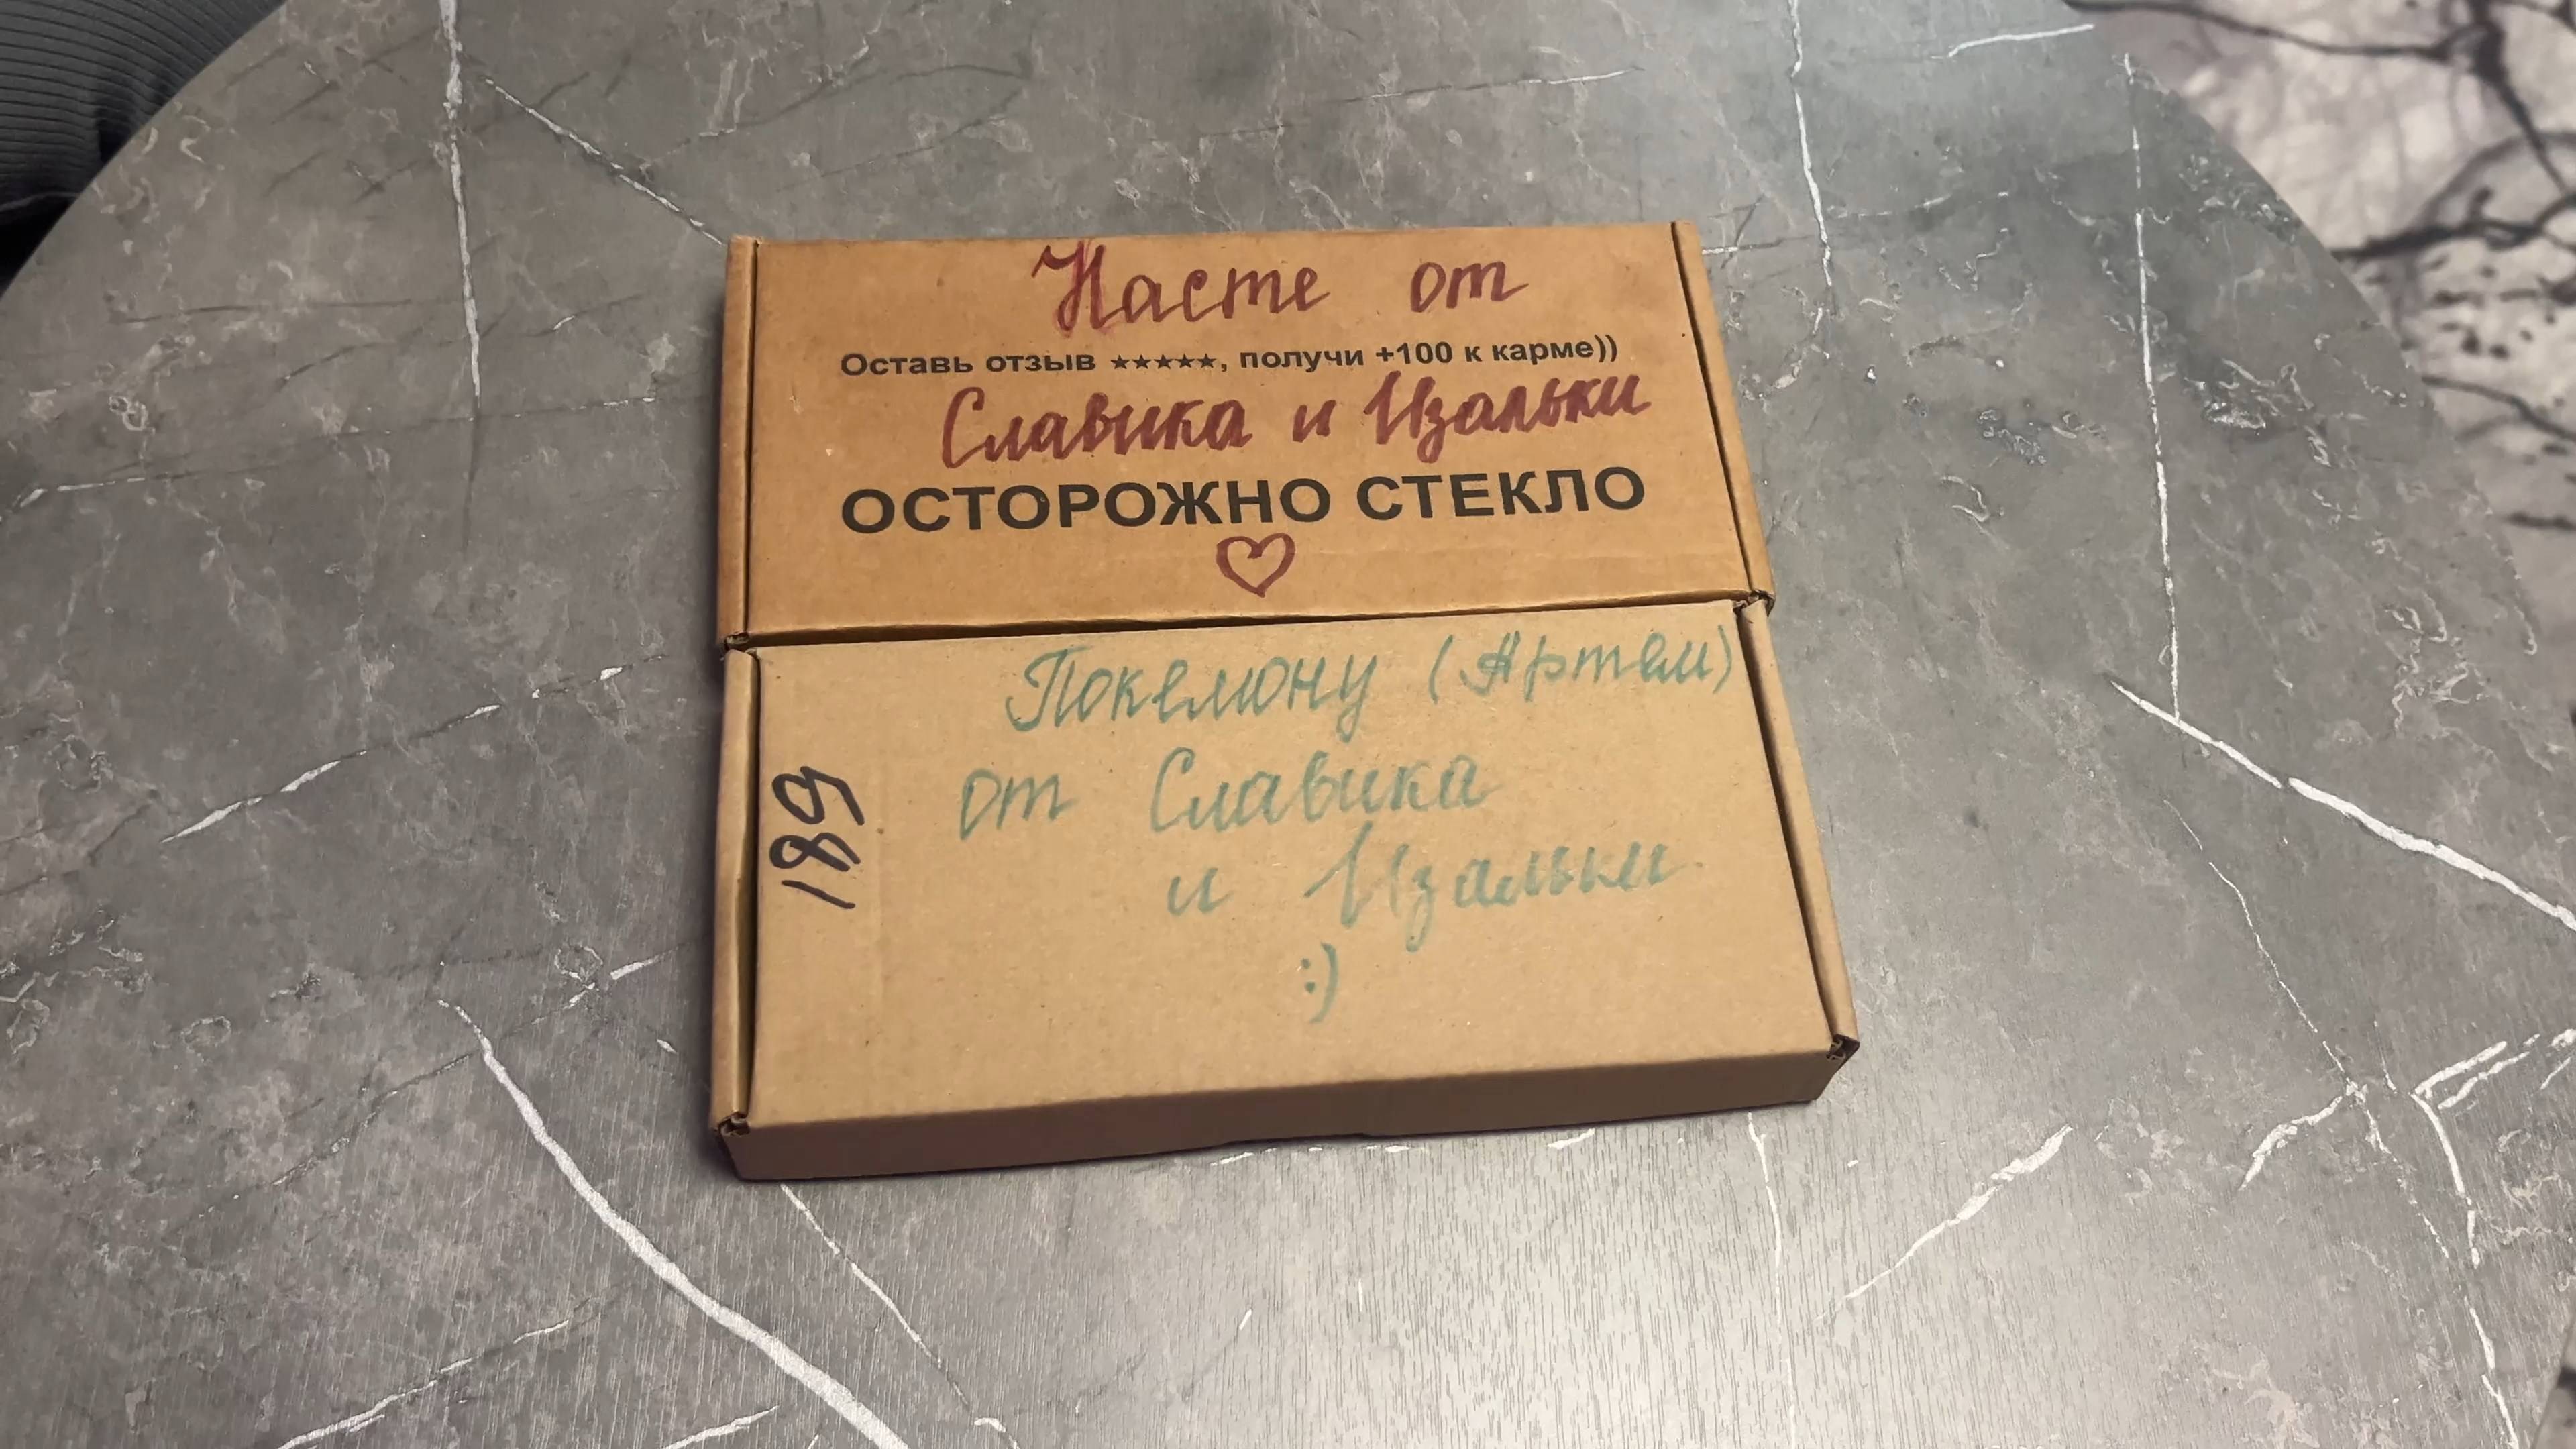 Насте от
Оставь отзыв ★★★★★, получи +100 к карме))
Славика и Изальки
ОСТОРОЖНО СТЕКЛО
Покемону (Артем)
от Славика
и Изальки
:)
189